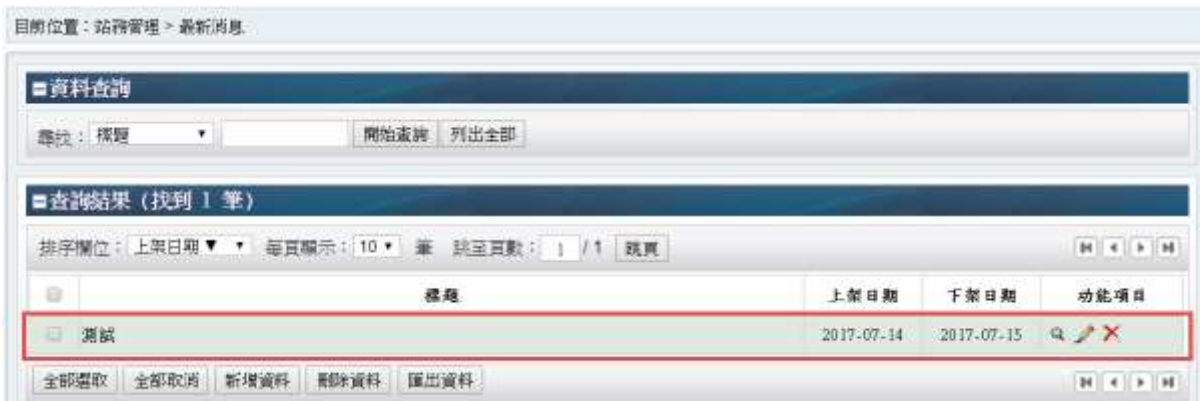 目前位置：站務管理 > 最新消息
資料查詢
尋找：標題 開始查詢 列出全部
查詢結果（找到 1 筆）
排序欄位：上架日期▼ 每頁顯示：10 筆 跳至頁數：1 / 1 跳頁
標題 上架日期 下架日期 功能項目
測試 2017-07-14 2017-07-15
全部選取 全部取消 新增資料 刪除資料 匯出資料